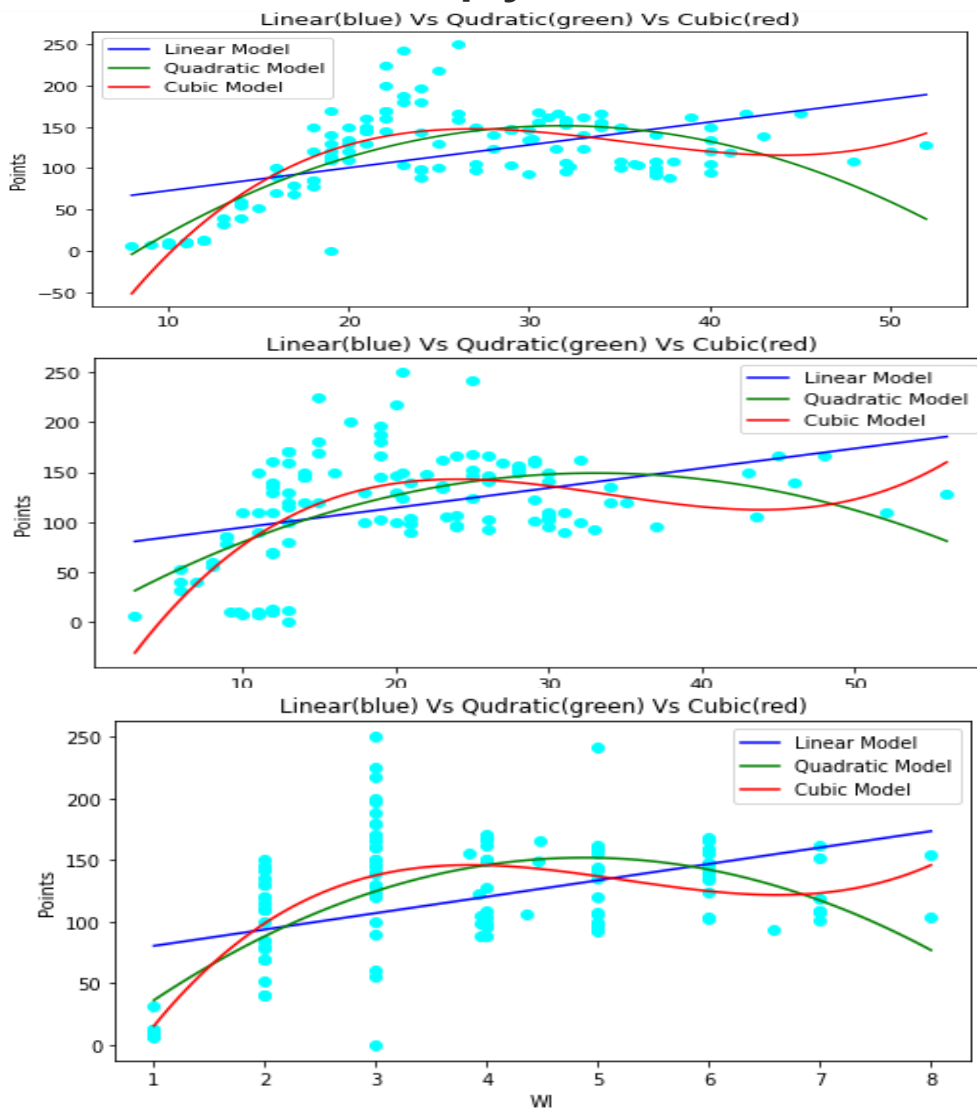 Linear(blue) Vs Qudratic(green) Vs Cubic(red)
Linear Model
Quadratic Model
Cubic Model
Points
250
200
150
100
50
0
−50
10
20
30
40
50
Linear(blue) Vs Qudratic(green) Vs Cubic(red)
Linear Model
Quadratic Model
Cubic Model
Points
250
200
150
100
50
0
10
20
30
40
50
Linear(blue) Vs Qudratic(green) Vs Cubic(red)
Linear Model
Quadratic Model
Cubic Model
Points
250
200
150
100
50
0
1
2
3
4
5
6
7
8
WI